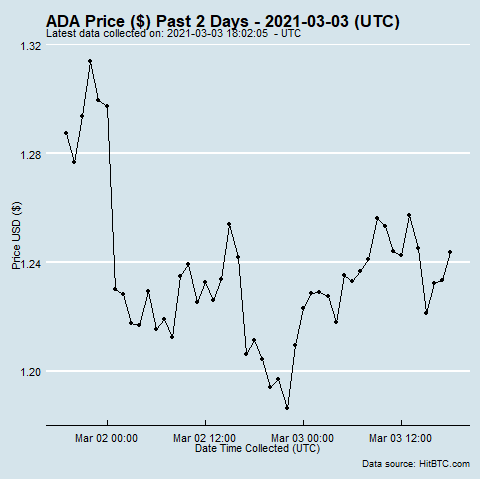 ADA Price ($) Past 2 Days - 2021-03-03 (UTC)
Latest data collected on: 2021-03-03 18:02:05 - UTC
1.32
1.28
1.24
1.20
Price USD ($)
Mar 02 00:00 Mar 02 12:00 Mar 03 00:00 Mar 03 12:00
Date Time Collected (UTC)
Data source: HitBTC.com